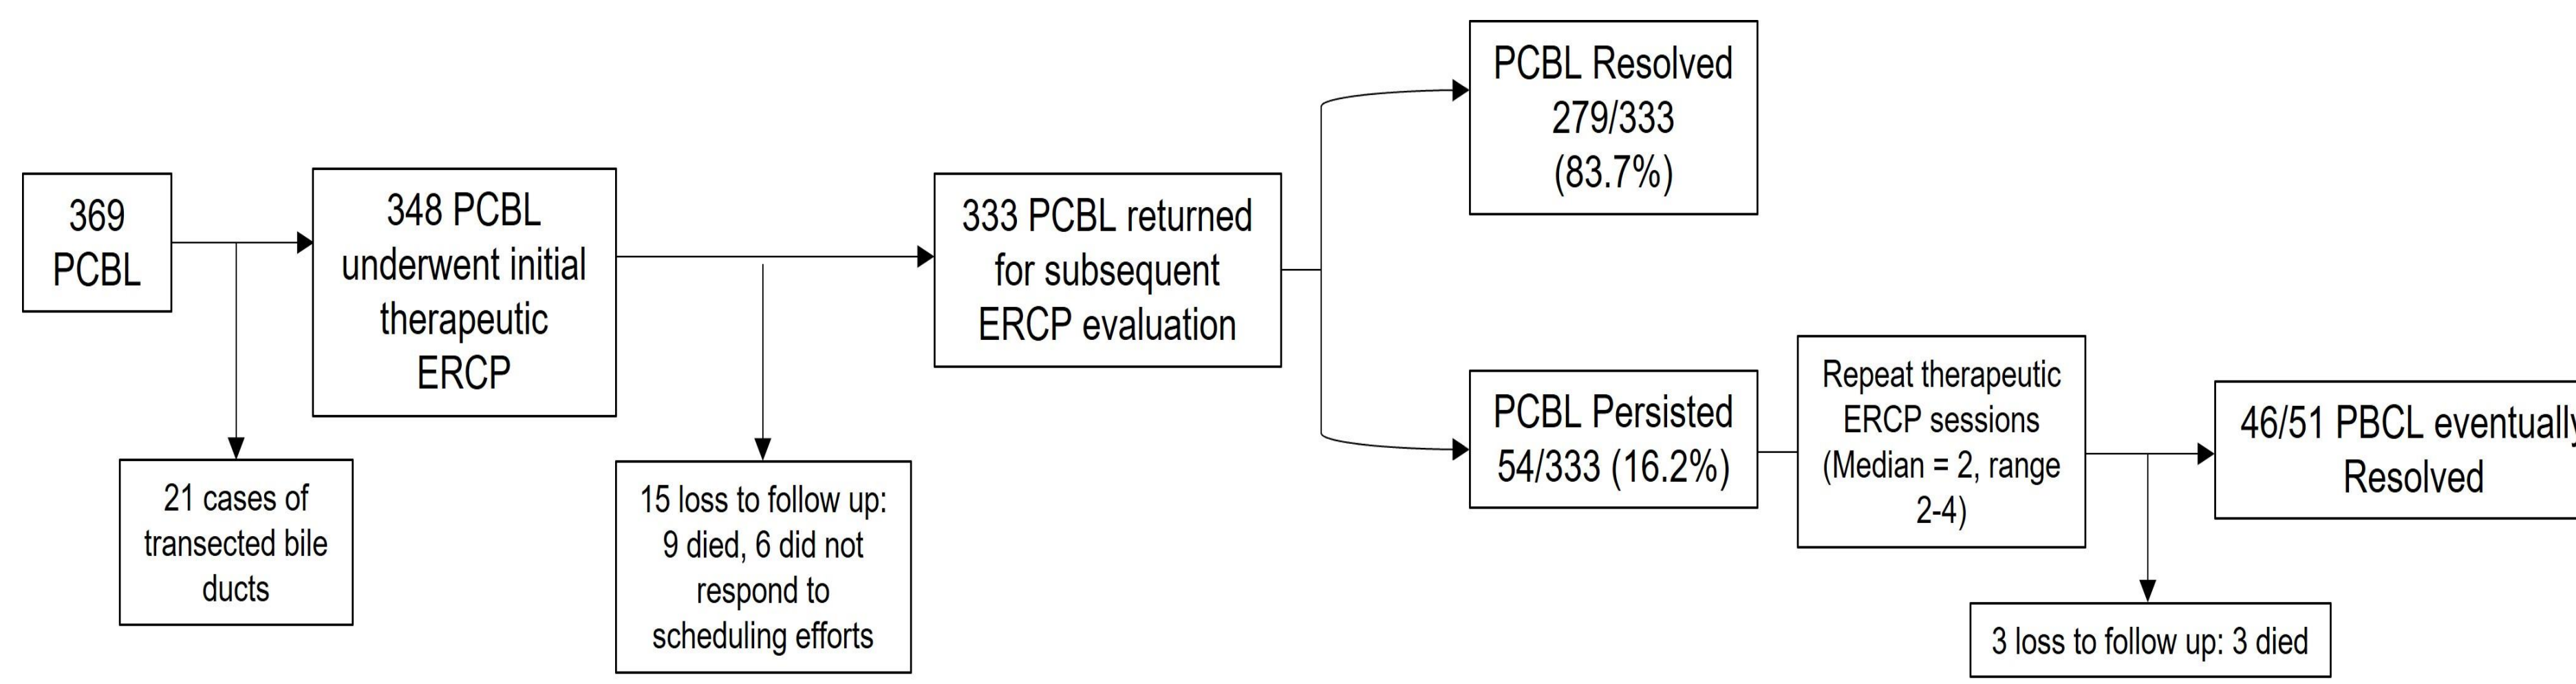 369
PCBL
348 PCBL
underwent initial
therapeutic
ERCP
21 cases of
transected bile
ducts
15 loss to follow up:
9 died, 6 did not
respond to
scheduling efforts
333 PCBL returned
for subsequent
ERCP evaluation
PCBL Resolved
279/333
(83.7%)
PCBL Persisted
54/333 (16.2%)
Repeat therapeutic
ERCP sessions
(Median = 2, range
2-4)
46/51 PBCL eventually
Resolved
3 loss to follow up: 3 died